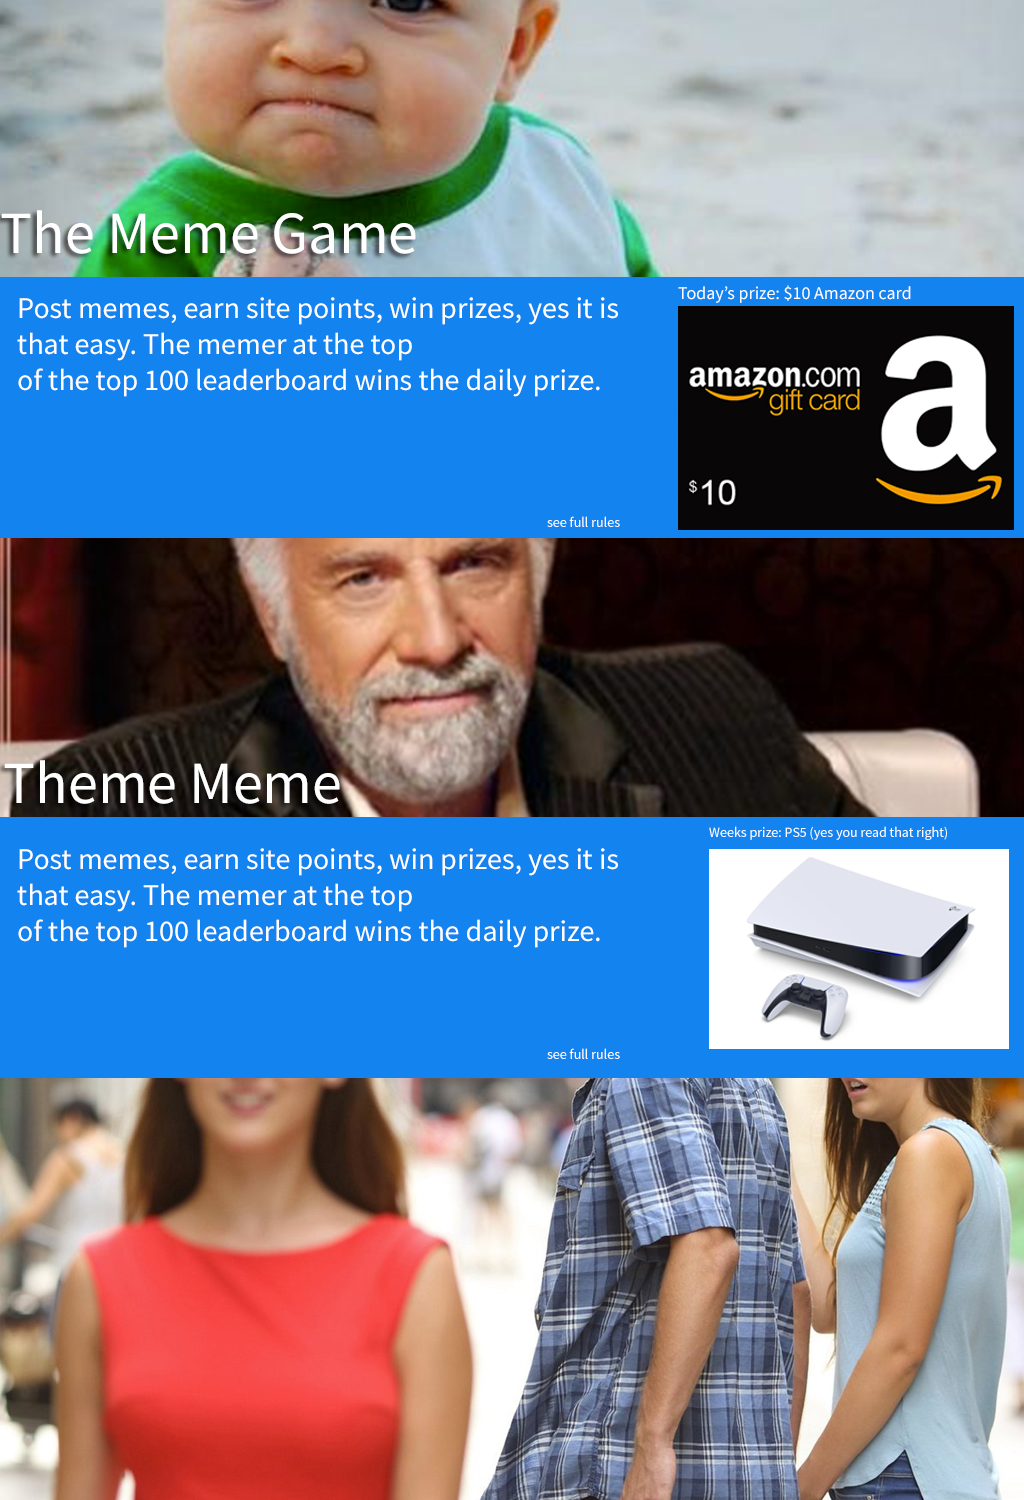 The Meme Game
Post memes, earn site points, win prizes, yes it is
that easy. The memer at the top
of the top 100 leaderboard wins the daily prize.
see full rules
Today’s prize: $10 Amazon card
amazon.com
gift card
a
$10
Theme Meme
Post memes, earn site points, win prizes, yes it is
that easy. The memer at the top
of the top 100 leaderboard wins the daily prize.
see full rules
Weeks prize: PS5 (yes you read that right)